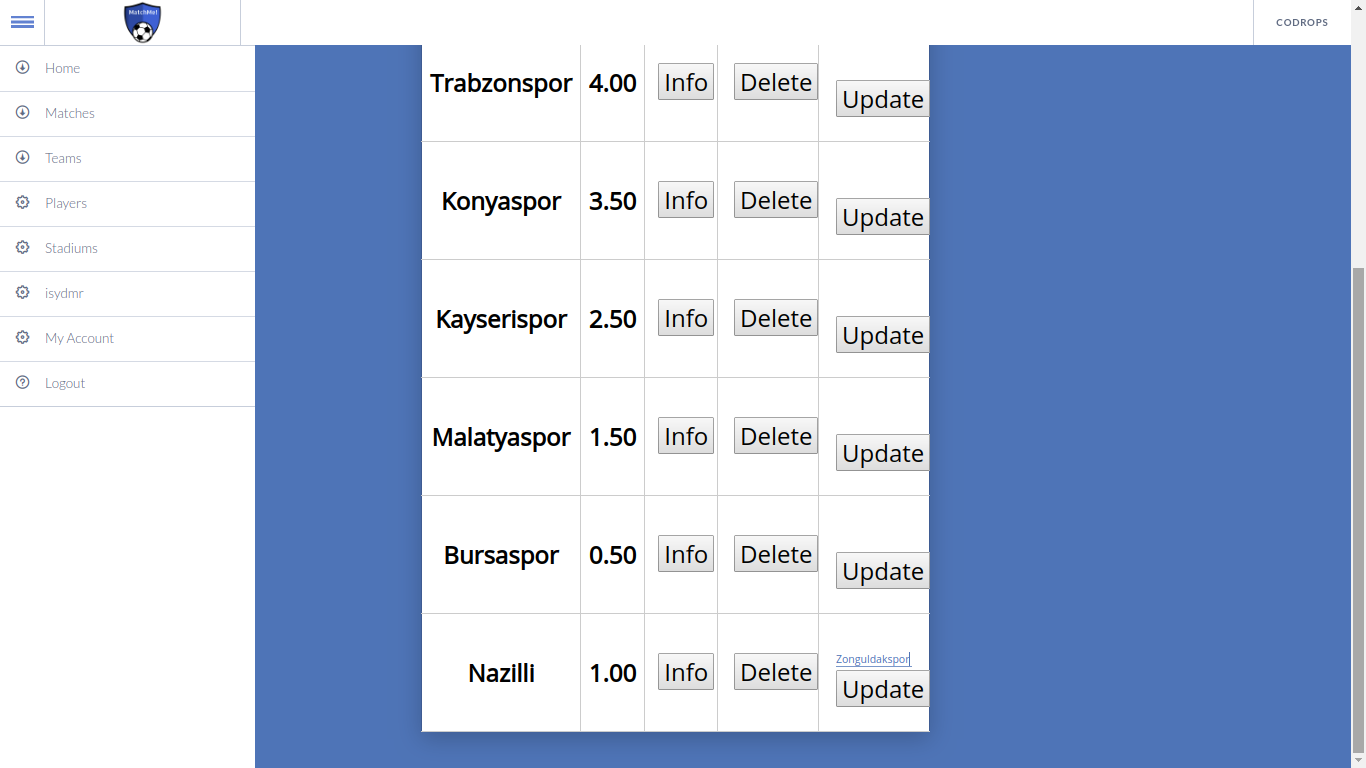 MatchMe!
CODROPS
Home
Matches
Teams
Players
Stadiums
isydmr
My Account
Logout
Trabzonspor 4.00 Info Delete Update
Konyaspor 3.50 Info Delete Update
Kayserispor 2.50 Info Delete Update
Malatyaspor 1.50 Info Delete Update
Bursaspor 0.50 Info Delete Update
Zonguldakspor
Nazilli 1.00 Info Delete Update